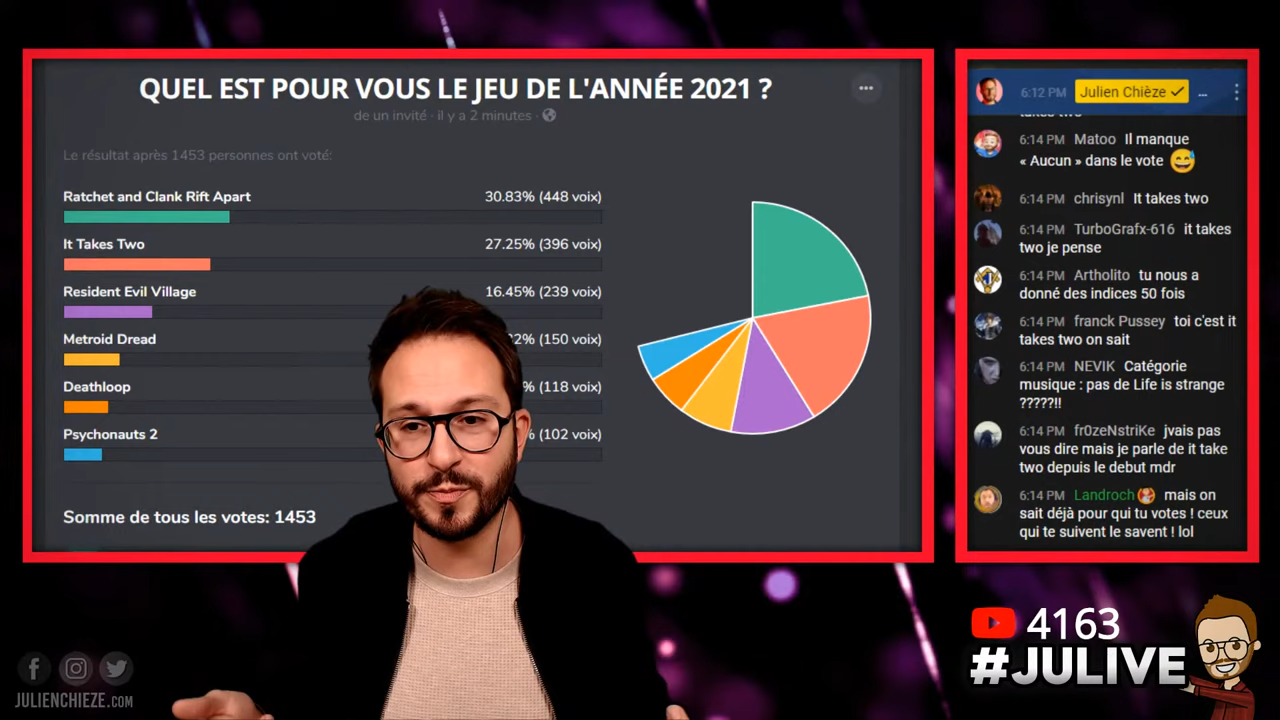 QUEL EST POUR VOUS LE JEU DE L'ANNÉE 2021 ?
de un invité · il y a 2 minutes ·
Le résultat après 1453 personnes ont voté:
Ratchet and Clank Rift Apart 30.83% (448 voix)
It Takes Two 27.25% (396 voix)
Resident Evil Village 16.45% (239 voix)
Metroid Dread 2% (150 voix)
Deathloop % (118 voix)
Psychonauts 2 % (102 voix)
Somme de tous les votes: 1453
6:12 PM Julien Chièze ✓ ...
takes two
6:14 PM Matoo Il manque
« Aucun » dans le vote 😅
6:14 PM chrisynl It takes two
6:14 PM TurboGrafx-616 it takes
two je pense
6:14 PM Artholito tu nous a
donné des indices 50 fois
6:14 PM franck Pussey toi c'est it
takes two on sait
6:14 PM NEVIK Catégorie
musique : pas de Life is strange
?????!!
6:14 PM fr0zeNstriKe jvais pas
vous dire mais je parle de it take
two depuis le debut mdr
6:14 PM Landroch mais on
sait déjà pour qui tu votes ! ceux
qui te suivent le savent ! lol
4163
#JULIVE
JULIENCHIEZE.COM